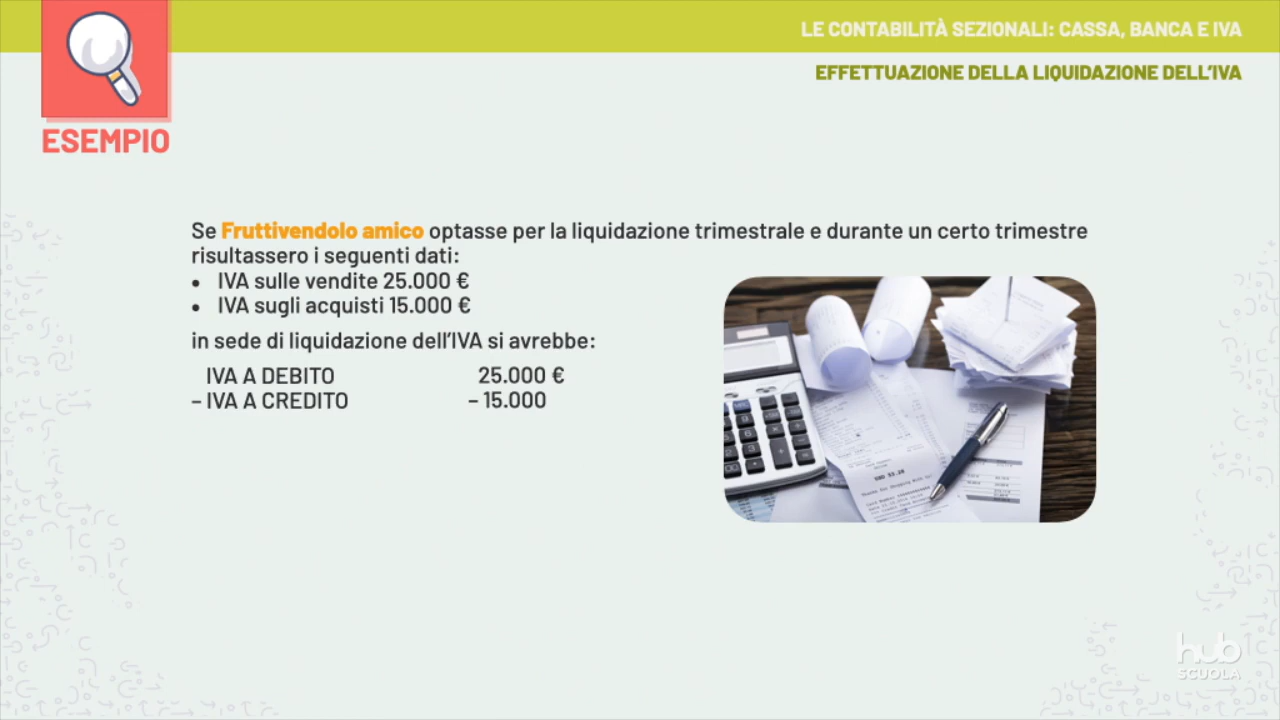 LE CONTABILITÀ SEZIONALI: CASSA, BANCA E IVA
EFFETTUAZIONE DELLA LIQUIDAZIONE DELL'IVA
ESEMPIO
Se Fruttivendolo amico optasse per la liquidazione trimestrale e durante un certo trimestre
risultassero i seguenti dati:
• IVA sulle vendite 25.000 €
• IVA sugli acquisti 15.000 €
in sede di liquidazione dell'IVA si avrebbe:
IVA A DEBITO 25.000 €
– IVA A CREDITO – 15.000
hub
SCUOLA